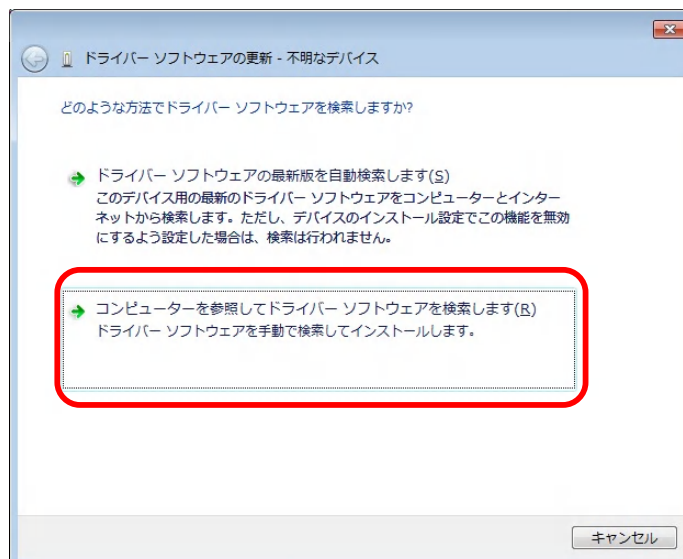 ドライバー ソフトウェアの更新 - 不明なデバイス
どのような方法でドライバー ソフトウェアを検索しますか?
ドライバー ソフトウェアの最新版を自動検索します(S)
このデバイス用の最新のドライバー ソフトウェアをコンピューターとインター
ネットから検索します。ただし、デバイスのインストール設定でこの機能を無効
にするよう設定した場合は、検索は行われません。
コンピューターを参照してドライバー ソフトウェアを検索します(R)
ドライバー ソフトウェアを手動で検索してインストールします。
キャンセル